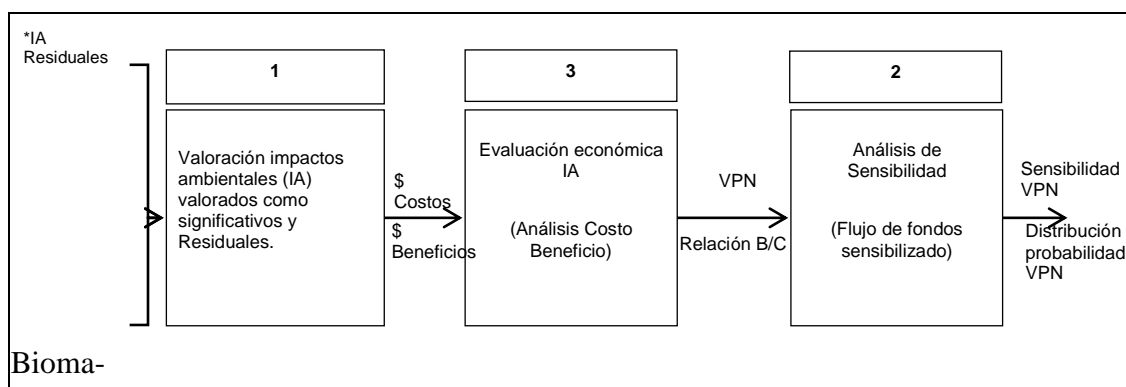 *IA
Residuales
1
Valoración impactos
ambientales (IA)
valorados como
significativos y
Residuales.
$
Costos
$
Beneficios
3
Evaluación económica
IA
(Análisis Costo
Beneficio)
VPN
Relación B/C
2
Análisis de
Sensibilidad
(Flujo de fondos
sensibilizado)
Sensibilidad
VPN
Distribución
probabilidad
VPN
Bioma-